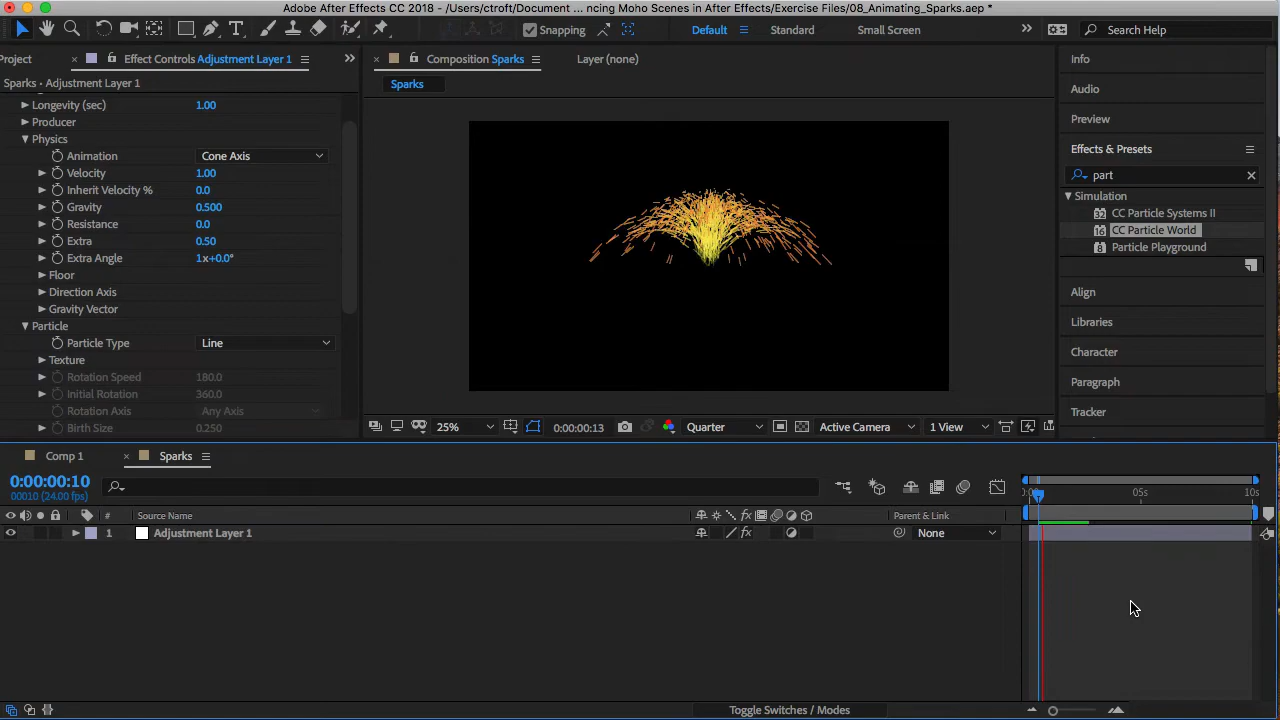 Adobe After Effects CC 2018 - /Users/ctroft/Document ... ncing Moho Scenes in After Effects/Exercise Files/08_Animating_Sparks.aep *
Snapping
Default
Standard
Small Screen
Search Help
Project
Effect Controls Adjustment Layer 1
Composition Sparks
Layer (none)
Info
Sparks • Adjustment Layer 1
Sparks
Audio
Longevity (sec) 1.00
Producer
Preview
Physics
Effects & Presets
Animation Cone Axis
Velocity 1.00
part
Inherit Velocity % 0.0
Simulation
Gravity 0.500
CC Particle Systems II
Resistance 0.0
CC Particle World
Extra 0.50
Particle Playground
Extra Angle 1x+0.0°
Floor
Direction Axis
Align
Gravity Vector
Libraries
Particle
Particle Type Line
Character
Texture
Rotation Speed 180.0
Paragraph
Initial Rotation 360.0
Rotation Axis Any Axis
Tracker
Birth Size 0.250
25%
0:00:00:13
Quarter
Active Camera
1 View
Comp 1
Sparks
0:00:00:10
00010 (24.00 fps)
05s
10s
# Source Name
Parent & Link
1 Adjustment Layer 1
None
Toggle Switches / Modes